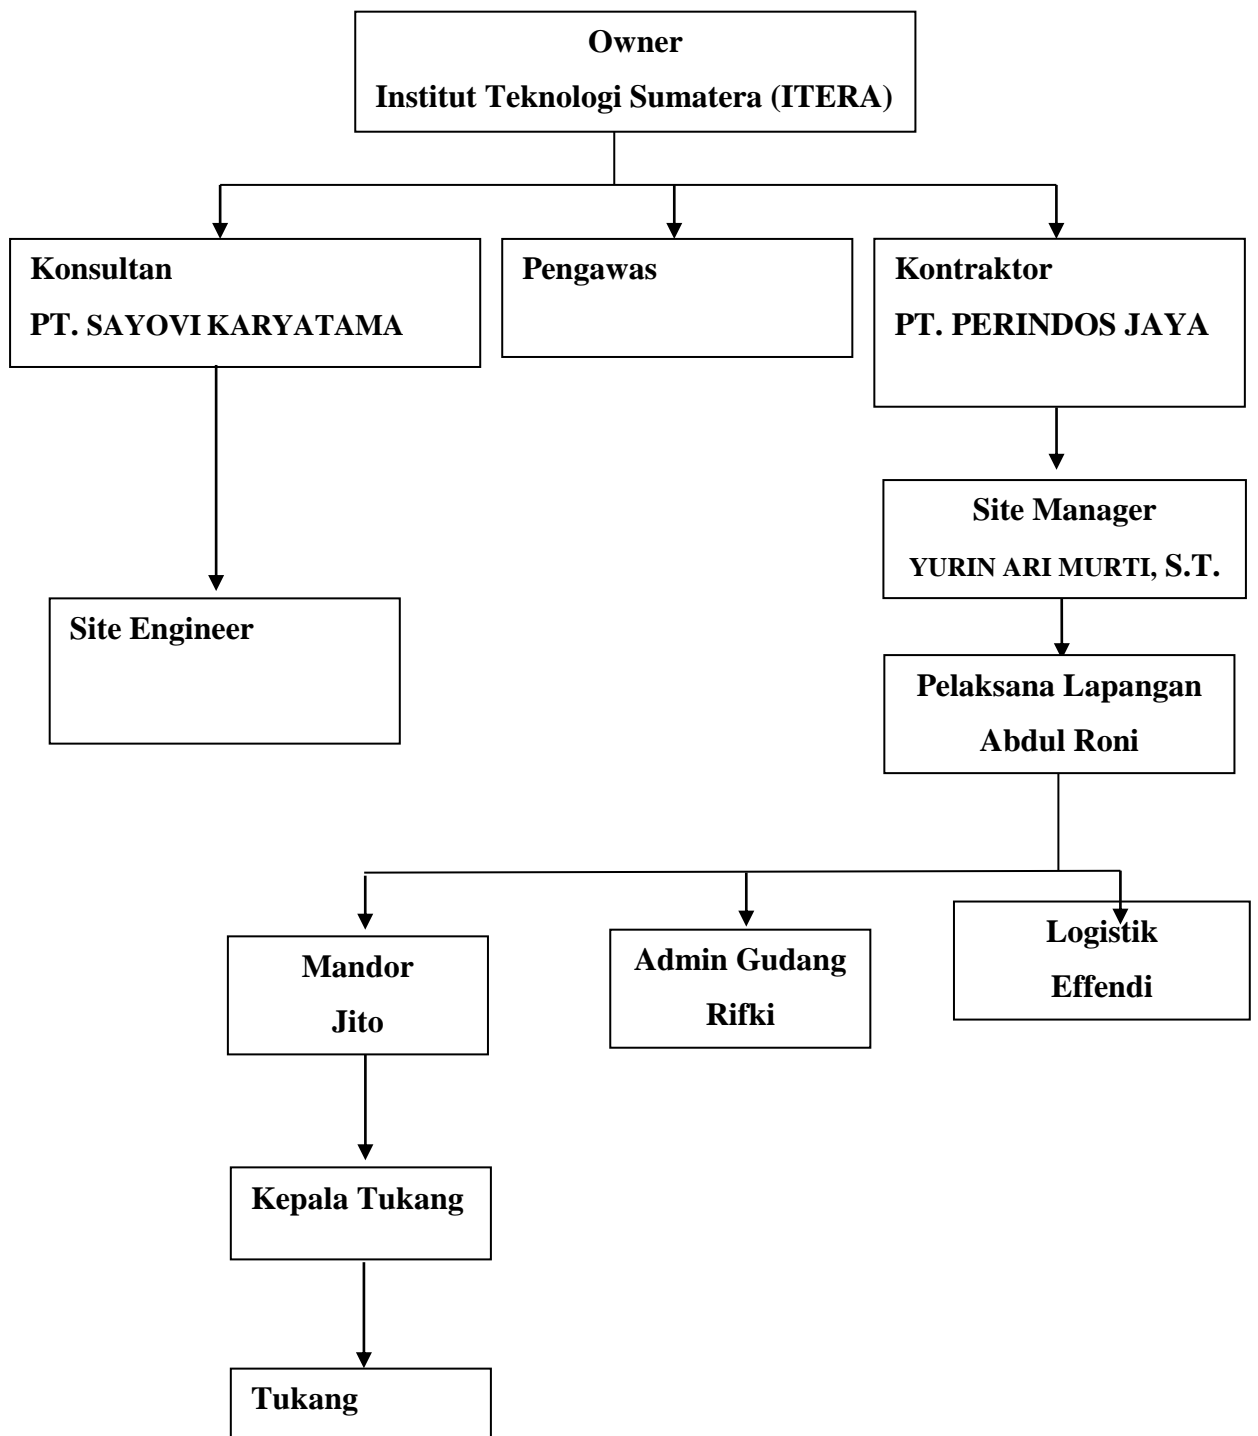 Owner
Institut Teknologi Sumatera (ITERA)
Konsultan
PT. SAYOVI KARYATAMA
Pengawas
Kontraktor
PT. PERINDOS JAYA
Site Manager
YURIN ARI MURTI, S.T.
Site Engineer
Pelaksana Lapangan
Abdul Roni
Mandor
Jito
Admin Gudang
Rifki
Logistik
Effendi
Kepala Tukang
Tukang